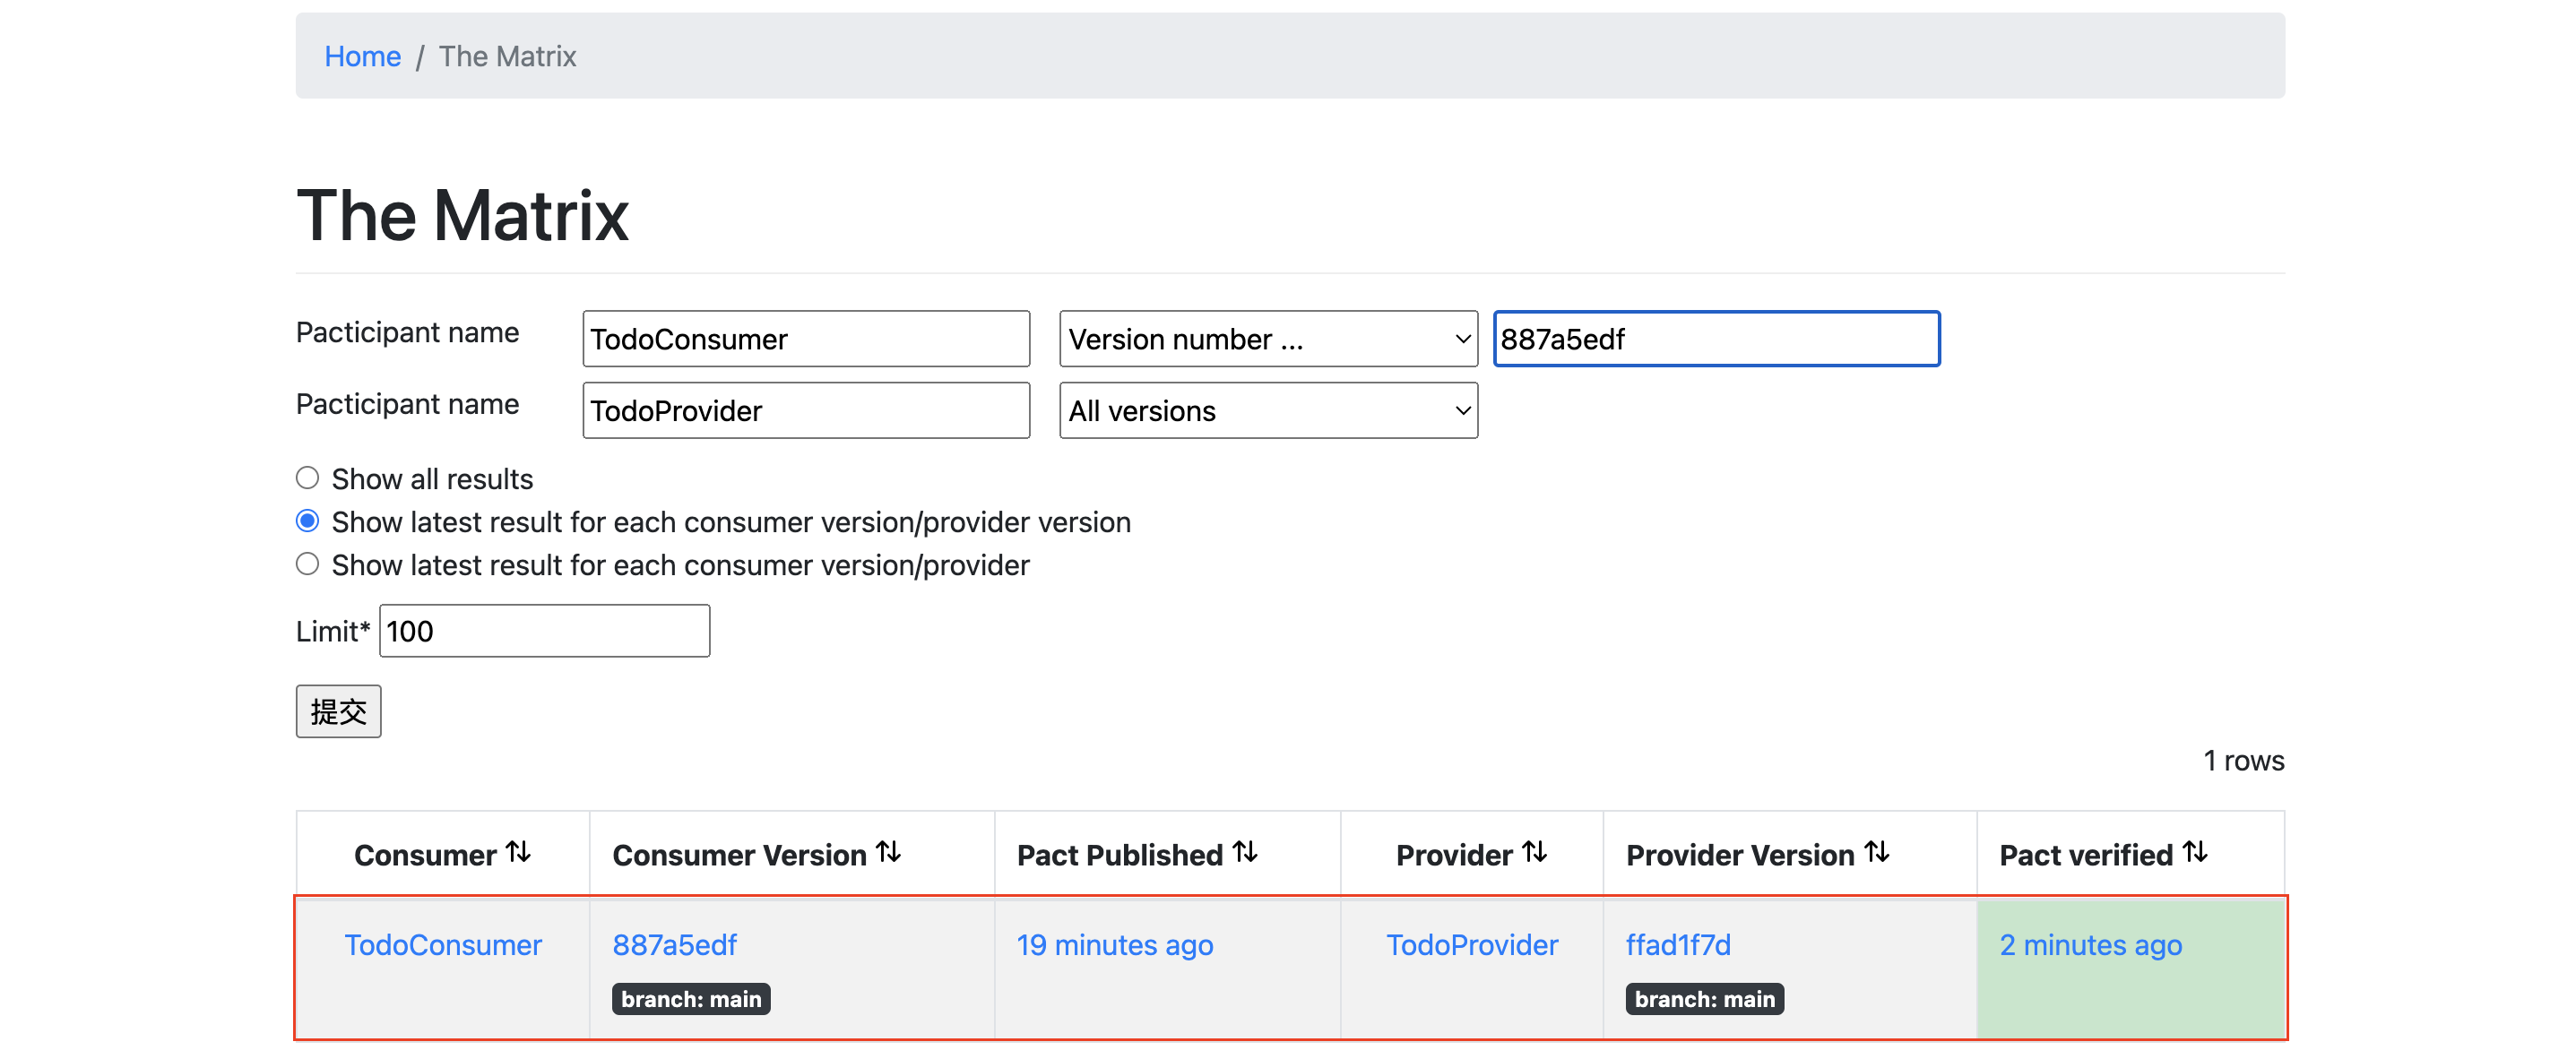 Home / The Matrix
The Matrix
Pacticipant name TodoConsumer Version number ... 887a5edf
Pacticipant name TodoProvider All versions
Show all results
Show latest result for each consumer version/provider version
Show latest result for each consumer version/provider
Limit* 100
提交
1 rows
Consumer Consumer Version Pact Published Provider Provider Version Pact verified
TodoConsumer 887a5edf 19 minutes ago TodoProvider ffad1f7d 2 minutes ago
branch: main branch: main